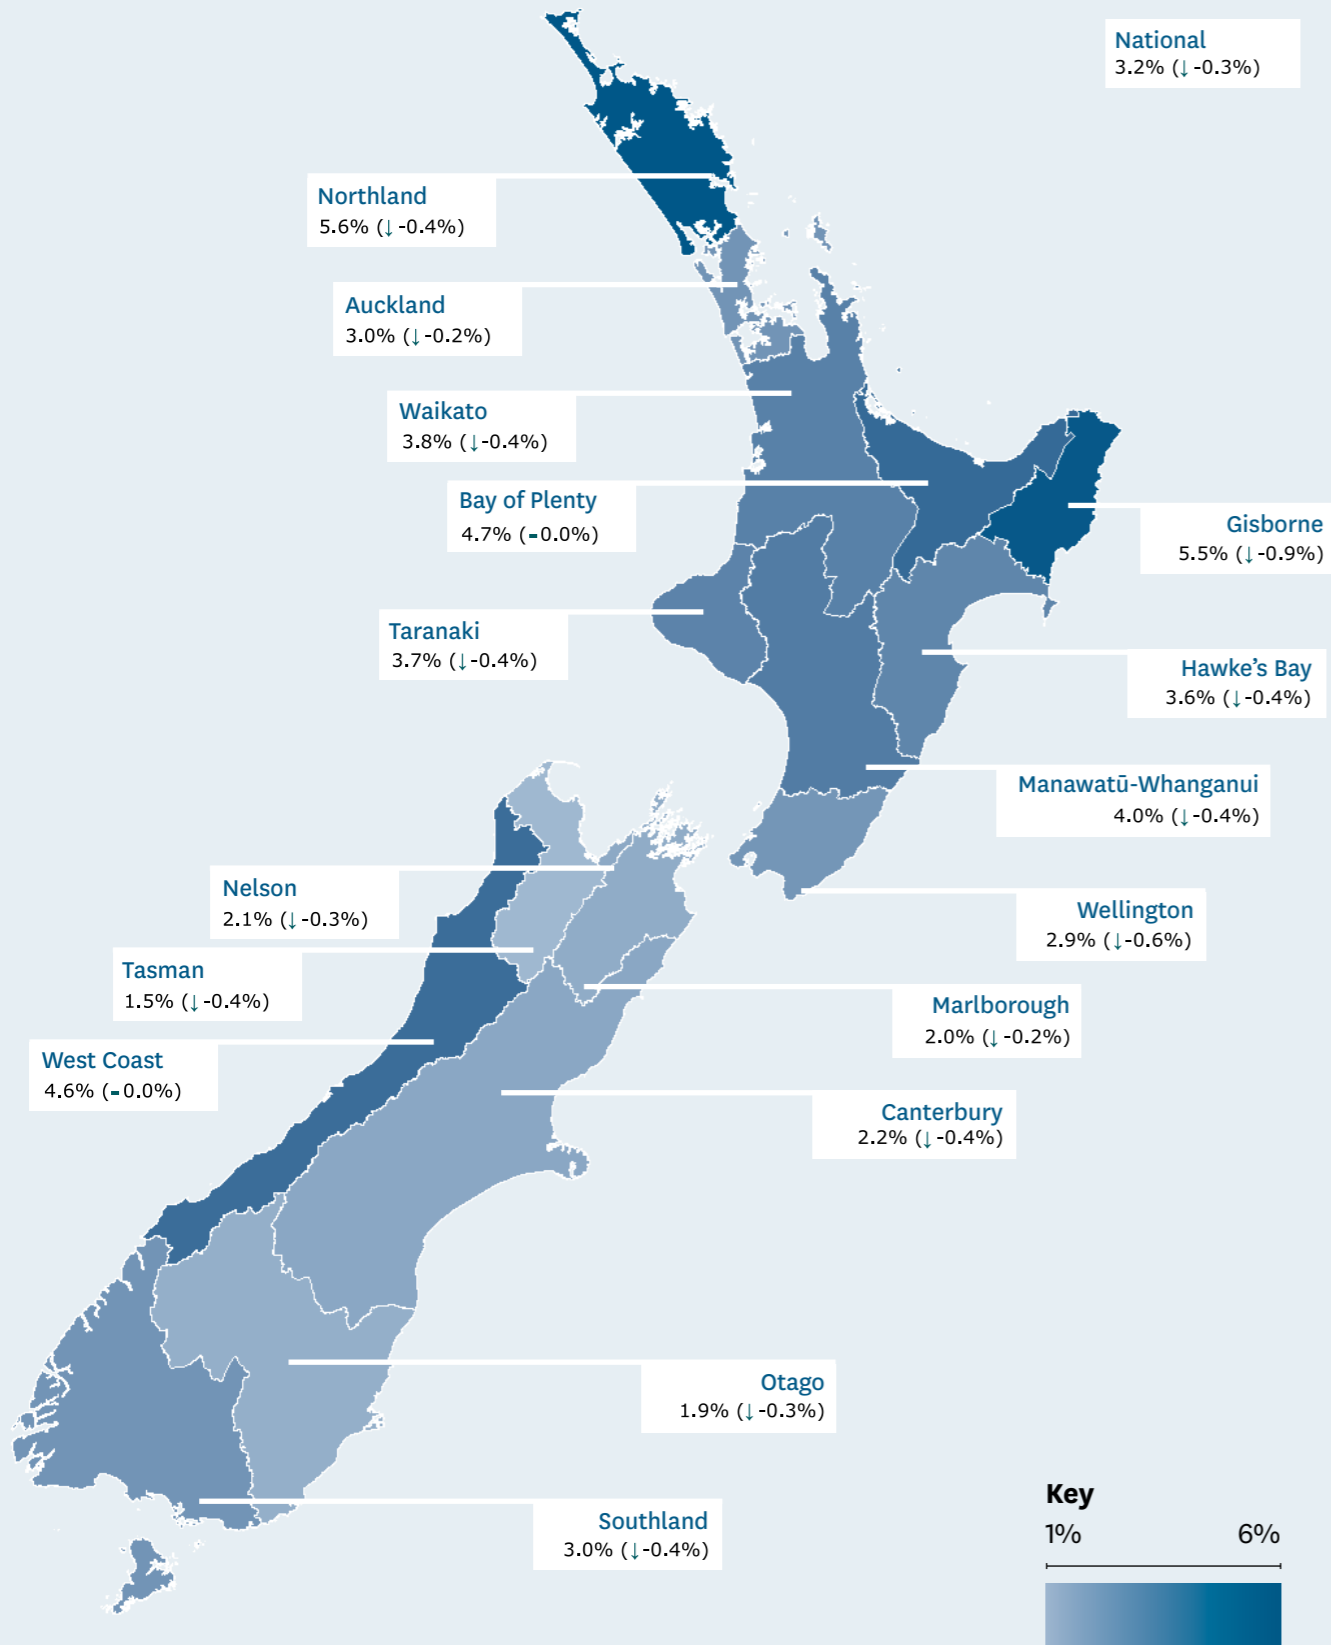 National
3.2% (↓-0.3%)
Northland
5.6% (↓-0.4%)
Auckland
3.0% (↓-0.2%)
Waikato
3.8% (↓-0.4%)
Bay of Plenty
4.7% (-0.0%)
Gisborne
5.5% (↓-0.9%)
Taranaki
3.7% (↓-0.4%)
Hawke’s Bay
3.6% (↓-0.4%)
Manawatū-Whanganui
4.0% (↓-0.4%)
Nelson
2.1% (↓-0.3%)
Wellington
2.9% (↓-0.6%)
Tasman
1.5% (↓-0.4%)
Marlborough
2.0% (↓-0.2%)
West Coast
4.6% (-0.0%)
Canterbury
2.2% (↓-0.4%)
Otago
1.9% (↓-0.3%)
Southland
3.0% (↓-0.4%)
Key
1% 6%